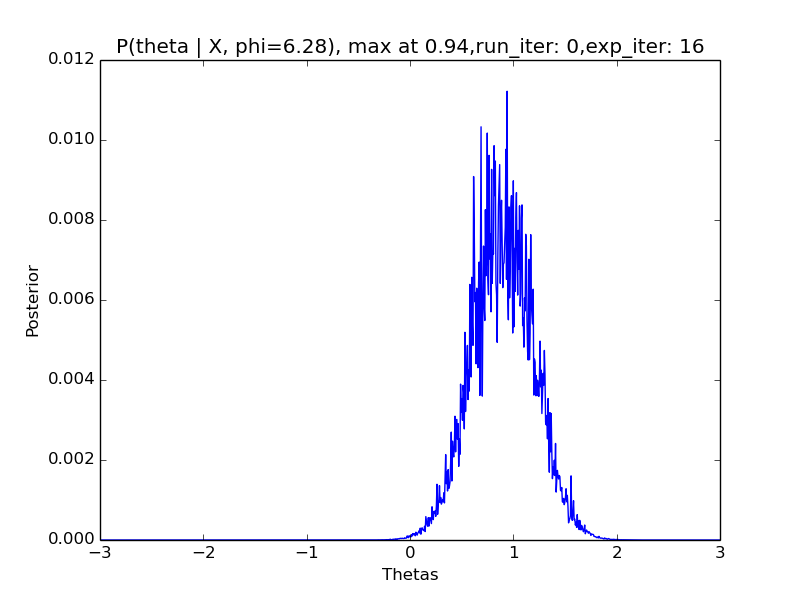 P(theta | X, phi=6.28), max at 0.94,run_iter: 0,exp_iter: 16
0.012
0.010
0.008
0.006
0.004
0.002
0.000
Posterior
−3 −2 −1 0 1 2 3
Thetas